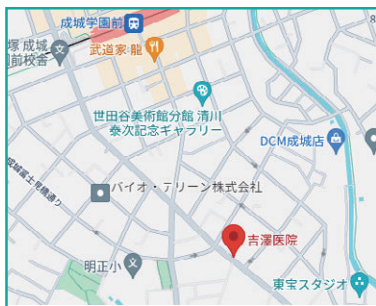 成城学園前
塚 成城
前校舎
武道家 龍
世田谷美術館分館 清川
泰次記念ギャラリー
DCM成城店
成城富士見橋通り
バイオ・テリーン株式会社
吉澤医院
明正小
東宝スタジオ